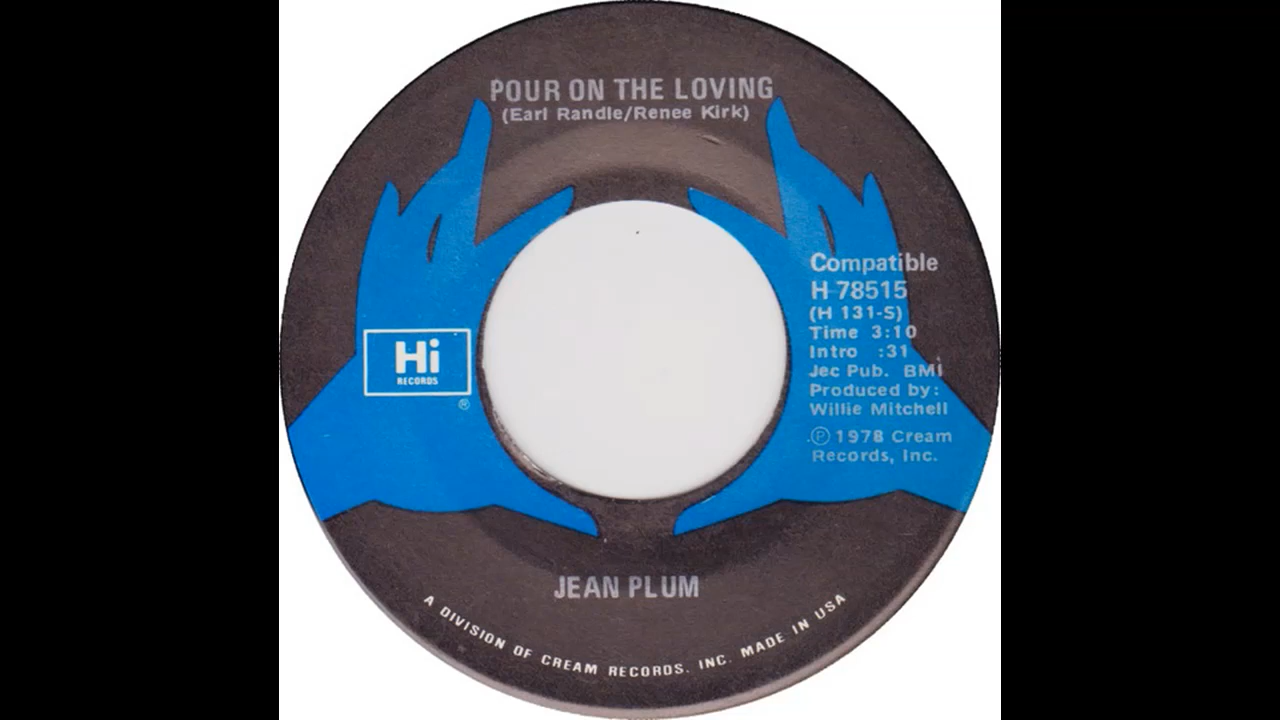 POUR ON THE LOVING
(Earl Randle/Renee Kirk)
Compatible
H 78515
(H 131-S)
Time 3:10
Intro :31
Jec Pub. BMI
Produced by:
Willie Mitchell
℗ 1978 Cream
Records, Inc.
Hi
RECORDS
®
JEAN PLUM
A DIVISION OF CREAM RECORDS, INC. MADE IN USA